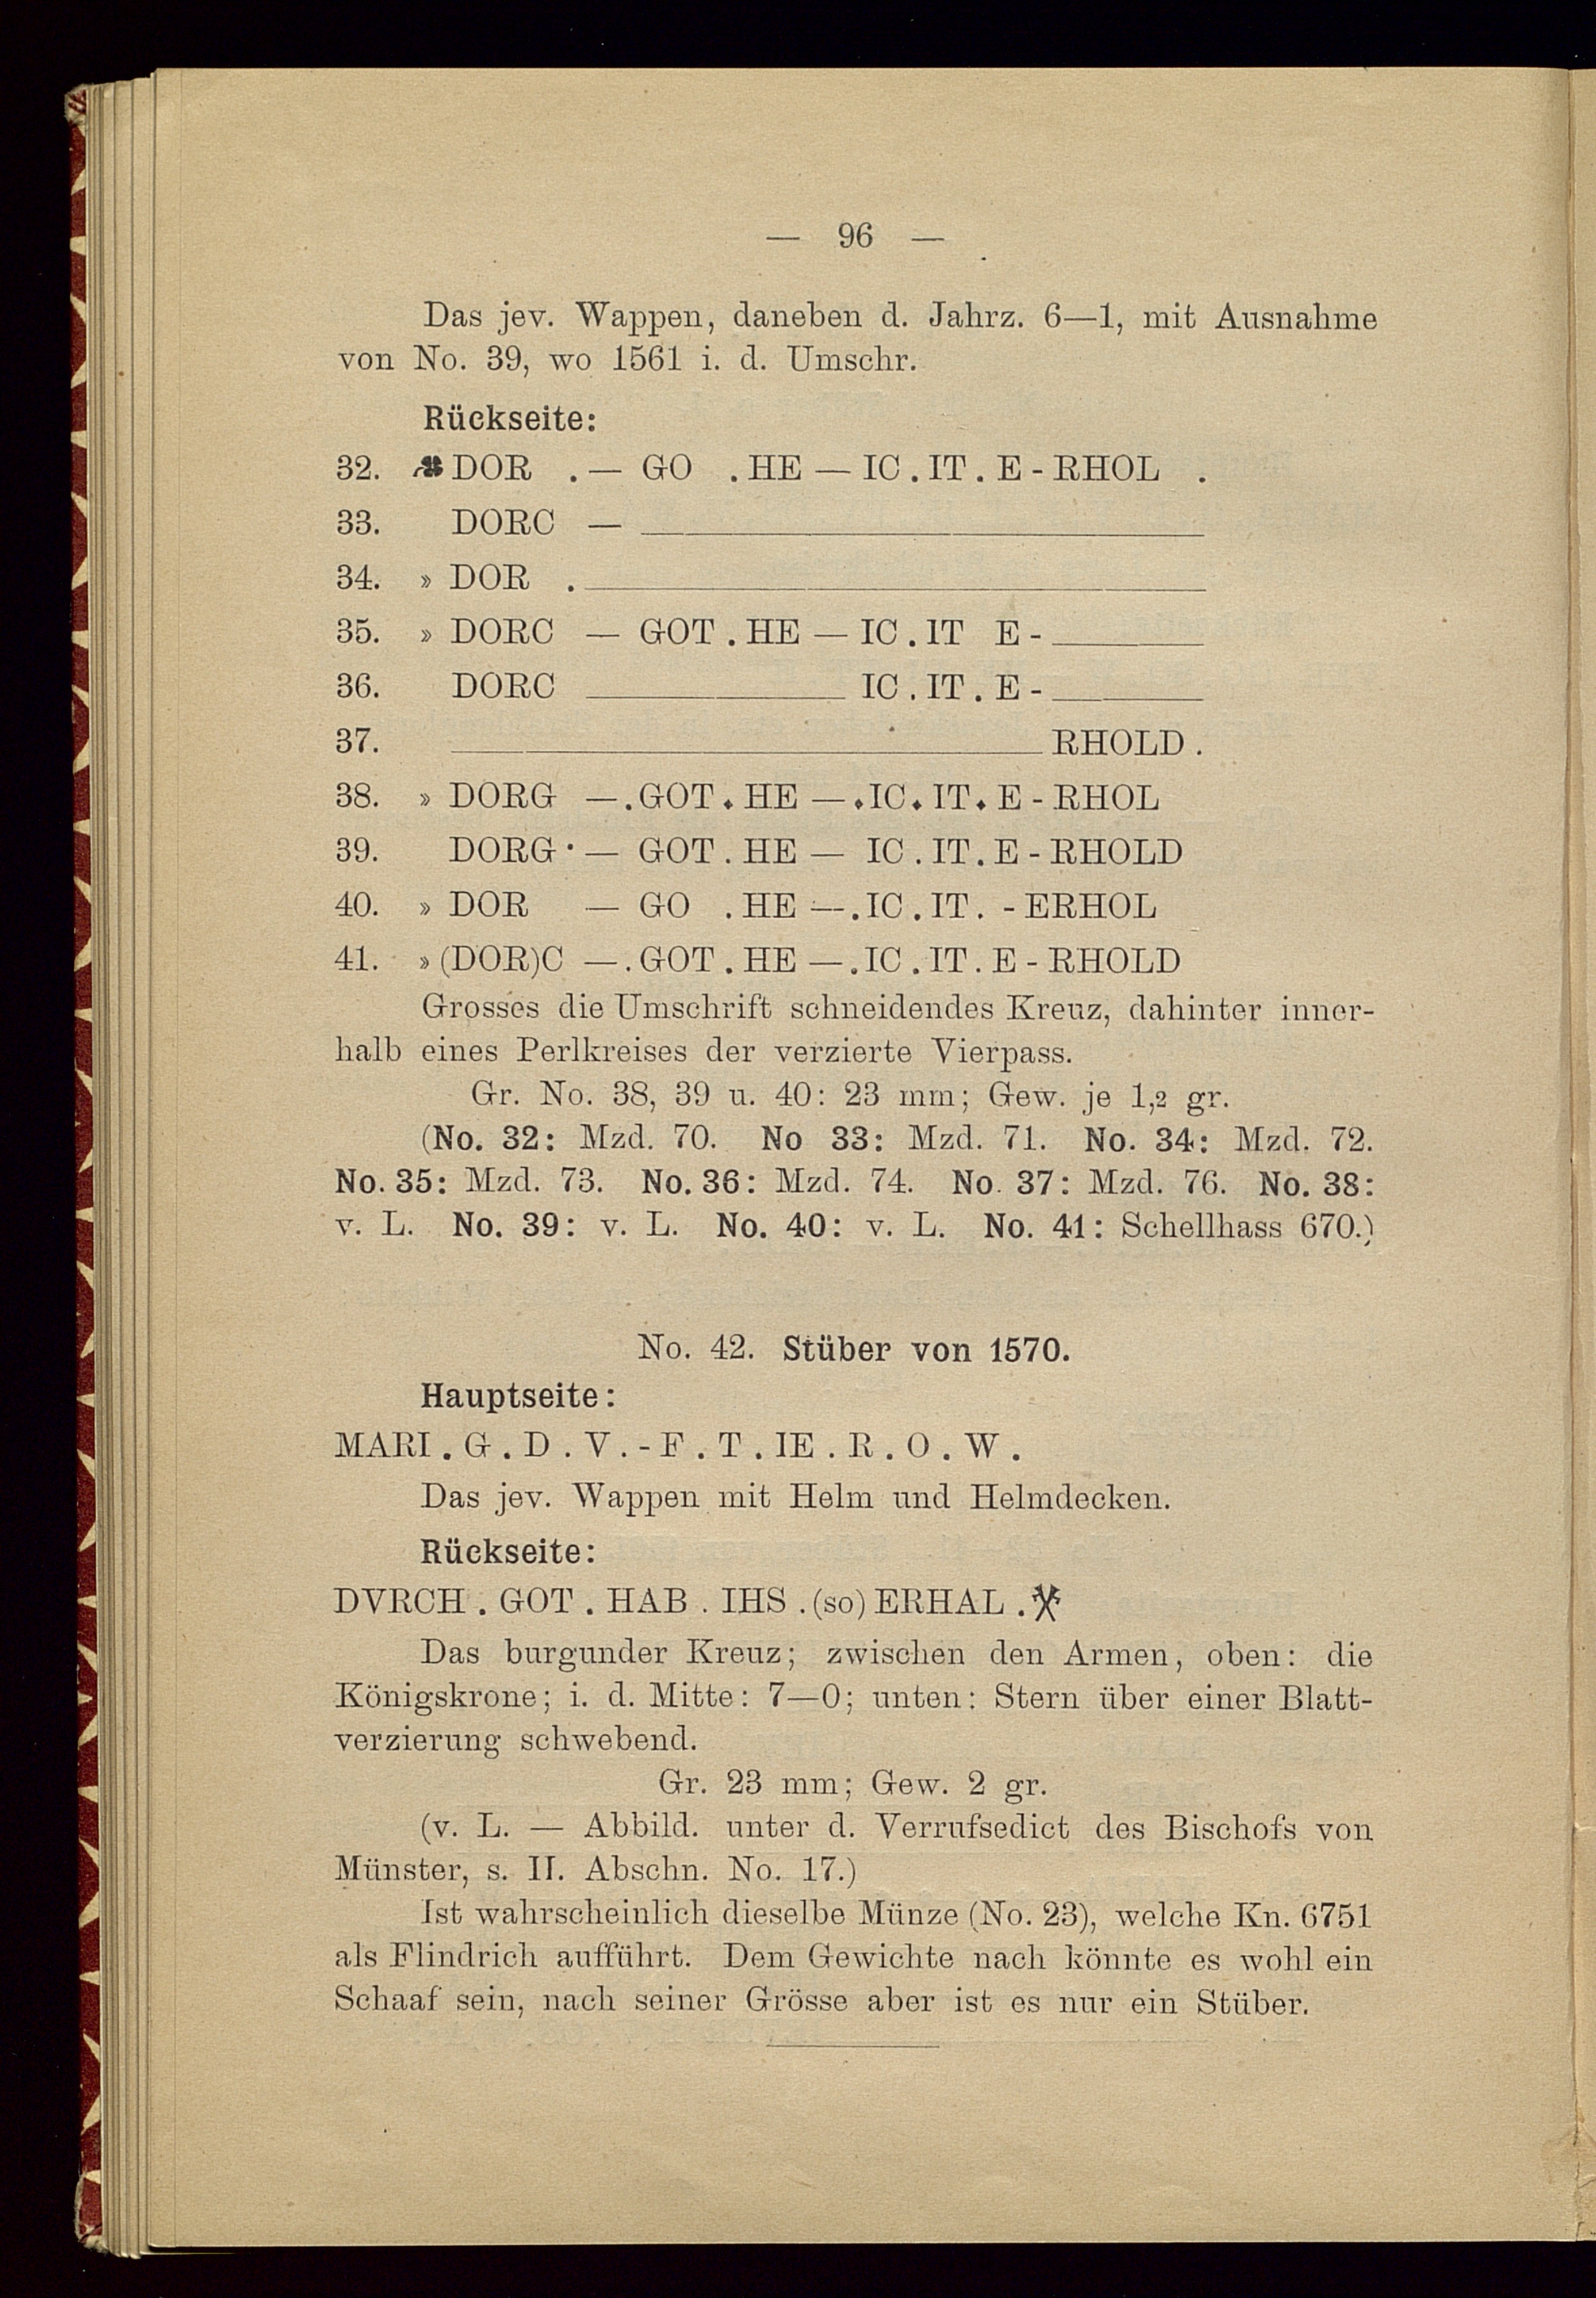 — 96 —
Das jev. Wappen, daneben d. Jahrz. 6—1, mit Ausnahme
von No. 39, wo 1561 i. d. Umschr.
Rückseite:
32. ☘ DOR . — GO . HE — IC . IT . E - RHOL .
33. DORC — ————————
34. » DOR . ————————
35. » DORC — GOT . HE — IC . IT E - ————
36. DORC ———— IC . IT . E - ————
37. ———————— RHOLD .
38. » DORG — . GOT . HE — . IC . IT . E - RHOL
39. DORG · — GOT . HE — IC . IT . E - RHOLD
40. » DOR — GO . HE — . IC . IT . - ERHOL
41. » (DOR)C — . GOT . HE — . IC . IT . E - RHOLD
Grosses die Umschrift schneidendes Kreuz, dahinter inner-
halb eines Perlkreises der verzierte Vierpass.
Gr. No. 38, 39 u. 40: 23 mm; Gew. je 1,2 gr.
(No. 32: Mzd. 70. No 33: Mzd. 71. No. 34: Mzd. 72.
No. 35: Mzd. 73. No. 36: Mzd. 74. No. 37: Mzd. 76. No. 38:
v. L. No. 39: v. L. No. 40: v. L. No. 41: Schellhass 670.)
No. 42. Stüber von 1570.
Hauptseite:
MARI . G . D . V . - F . T . IE . R . O . W .
Das jev. Wappen mit Helm und Helmdecken.
Rückseite:
DVRCH . GOT . HAB . IHS . (so) ERHAL . ⚒
Das burgunder Kreuz; zwischen den Armen, oben: die
Königskrone; i. d. Mitte: 7—0; unten: Stern über einer Blatt-
verzierung schwebend.
Gr. 23 mm; Gew. 2 gr.
(v. L. — Abbild. unter d. Verrufsedict des Bischofs von
Münster, s. II. Abschn. No. 17.)
Ist wahrscheinlich dieselbe Münze (No. 23), welche Kn. 6751
als Flindrich aufführt. Dem Gewichte nach könnte es wohl ein
Schaaf sein, nach seiner Grösse aber ist es nur ein Stüber.